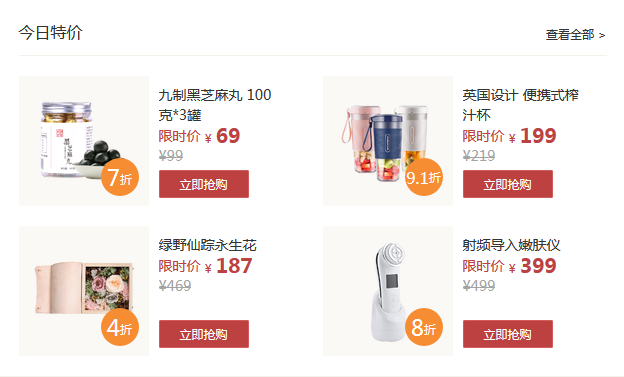 今日特价
查看全部 >
7折
九制黑芝麻丸 100
克*3罐
限时价 ¥ 69
¥99
立即抢购
9.1折
英国设计 便携式榨
汁杯
限时价 ¥ 199
¥219
立即抢购
4折
绿野仙踪永生花
限时价 ¥ 187
¥469
立即抢购
8折
射频导入嫩肤仪
限时价 ¥ 399
¥499
立即抢购